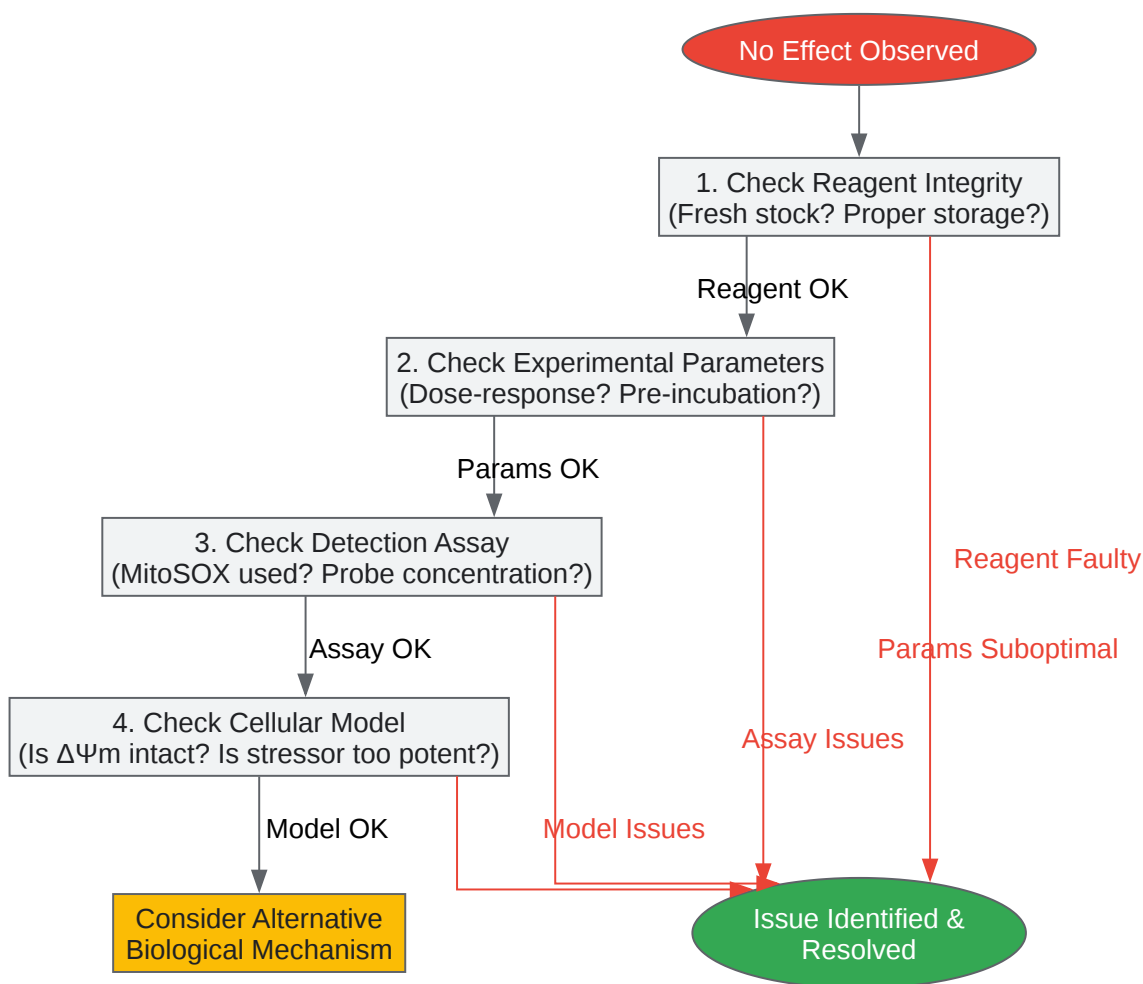 No Effect Observed
1. Check Reagent Integrity
(Fresh stock? Proper storage?)
Reagent OK
2. Check Experimental Parameters
(Dose-response? Pre-incubation?)
Params OK
3. Check Detection Assay
(MitoSOX used? Probe concentration?)
Reagent Faulty
Assay OK
Params Suboptimal
4. Check Cellular Model
(Is ΔΨm intact? Is stressor too potent?)
Assay Issues
Model OK
Model Issues
Consider Alternative
Biological Mechanism
Issue Identified &
Resolved